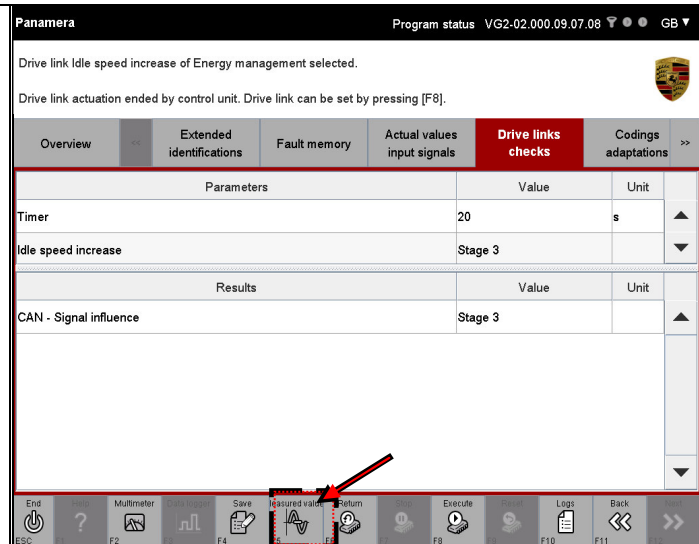 Panamera Program status VG2-02.000.09.07.08 GB
Drive link Idle speed increase of Energy management selected.
Drive link actuation ended by control unit. Drive link can be set by pressing [F8].
Overview << Extended identifications Fault memory Actual values input signals Drive links checks Codings adaptations >>
Parameters Value Unit
Timer 20 s
Idle speed increase Stage 3
Results Value Unit
CAN - Signal influence Stage 3
End Help Multimeter Data logger Save Measured value Return Stop Execute Reset Logs Back Next
ESC F1 F2 F3 F4 F5 F6 F7 F8 F9 F10 F11 F12